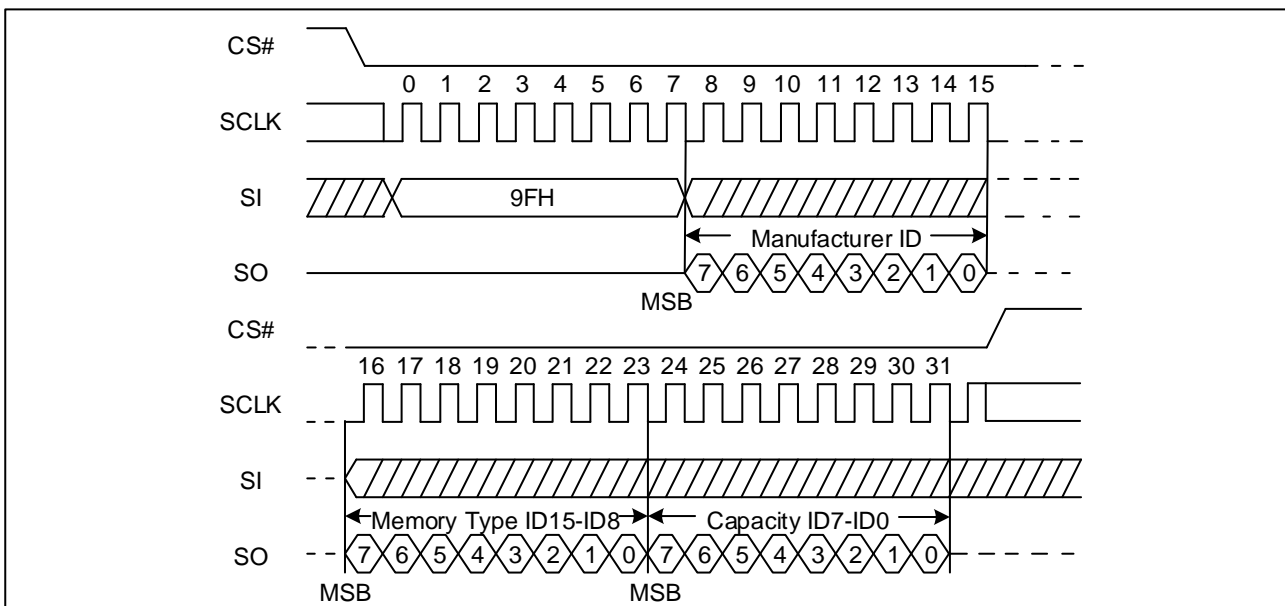 CS#
0 1 2 3 4 5 6 7 8 9 10 11 12 13 14 15
SCLK
SI 9FH
Manufacturer ID
SO 7 6 5 4 3 2 1 0
MSB
CS#
16 17 18 19 20 21 22 23 24 25 26 27 28 29 30 31
SCLK
SI
Memory Type ID15-ID8 Capacity ID7-ID0
SO 7 6 5 4 3 2 1 0 7 6 5 4 3 2 1 0
MSB MSB